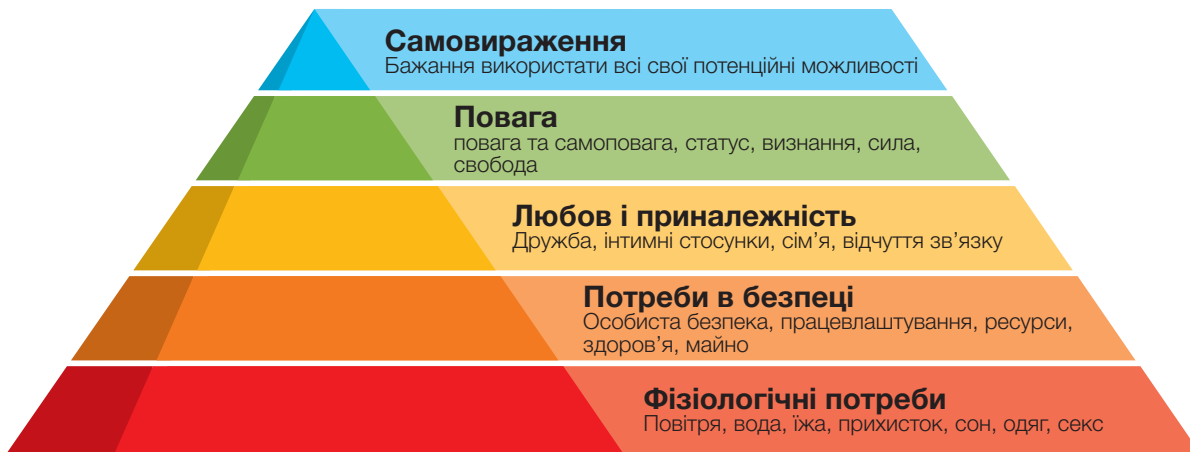 Самовираження
Бажання використати всі свої потенційні можливості
Повага
повага та самоповага, статус, визнання, сила,
свобода
Любов і приналежність
Дружба, інтимні стосунки, сім’я, відчуття зв’язку
Потреби в безпеці
Особиста безпека, працевлаштування, ресурси,
здоров’я, майно
Фізіологічні потреби
Повітря, вода, їжа, прихисток, сон, одяг, секс